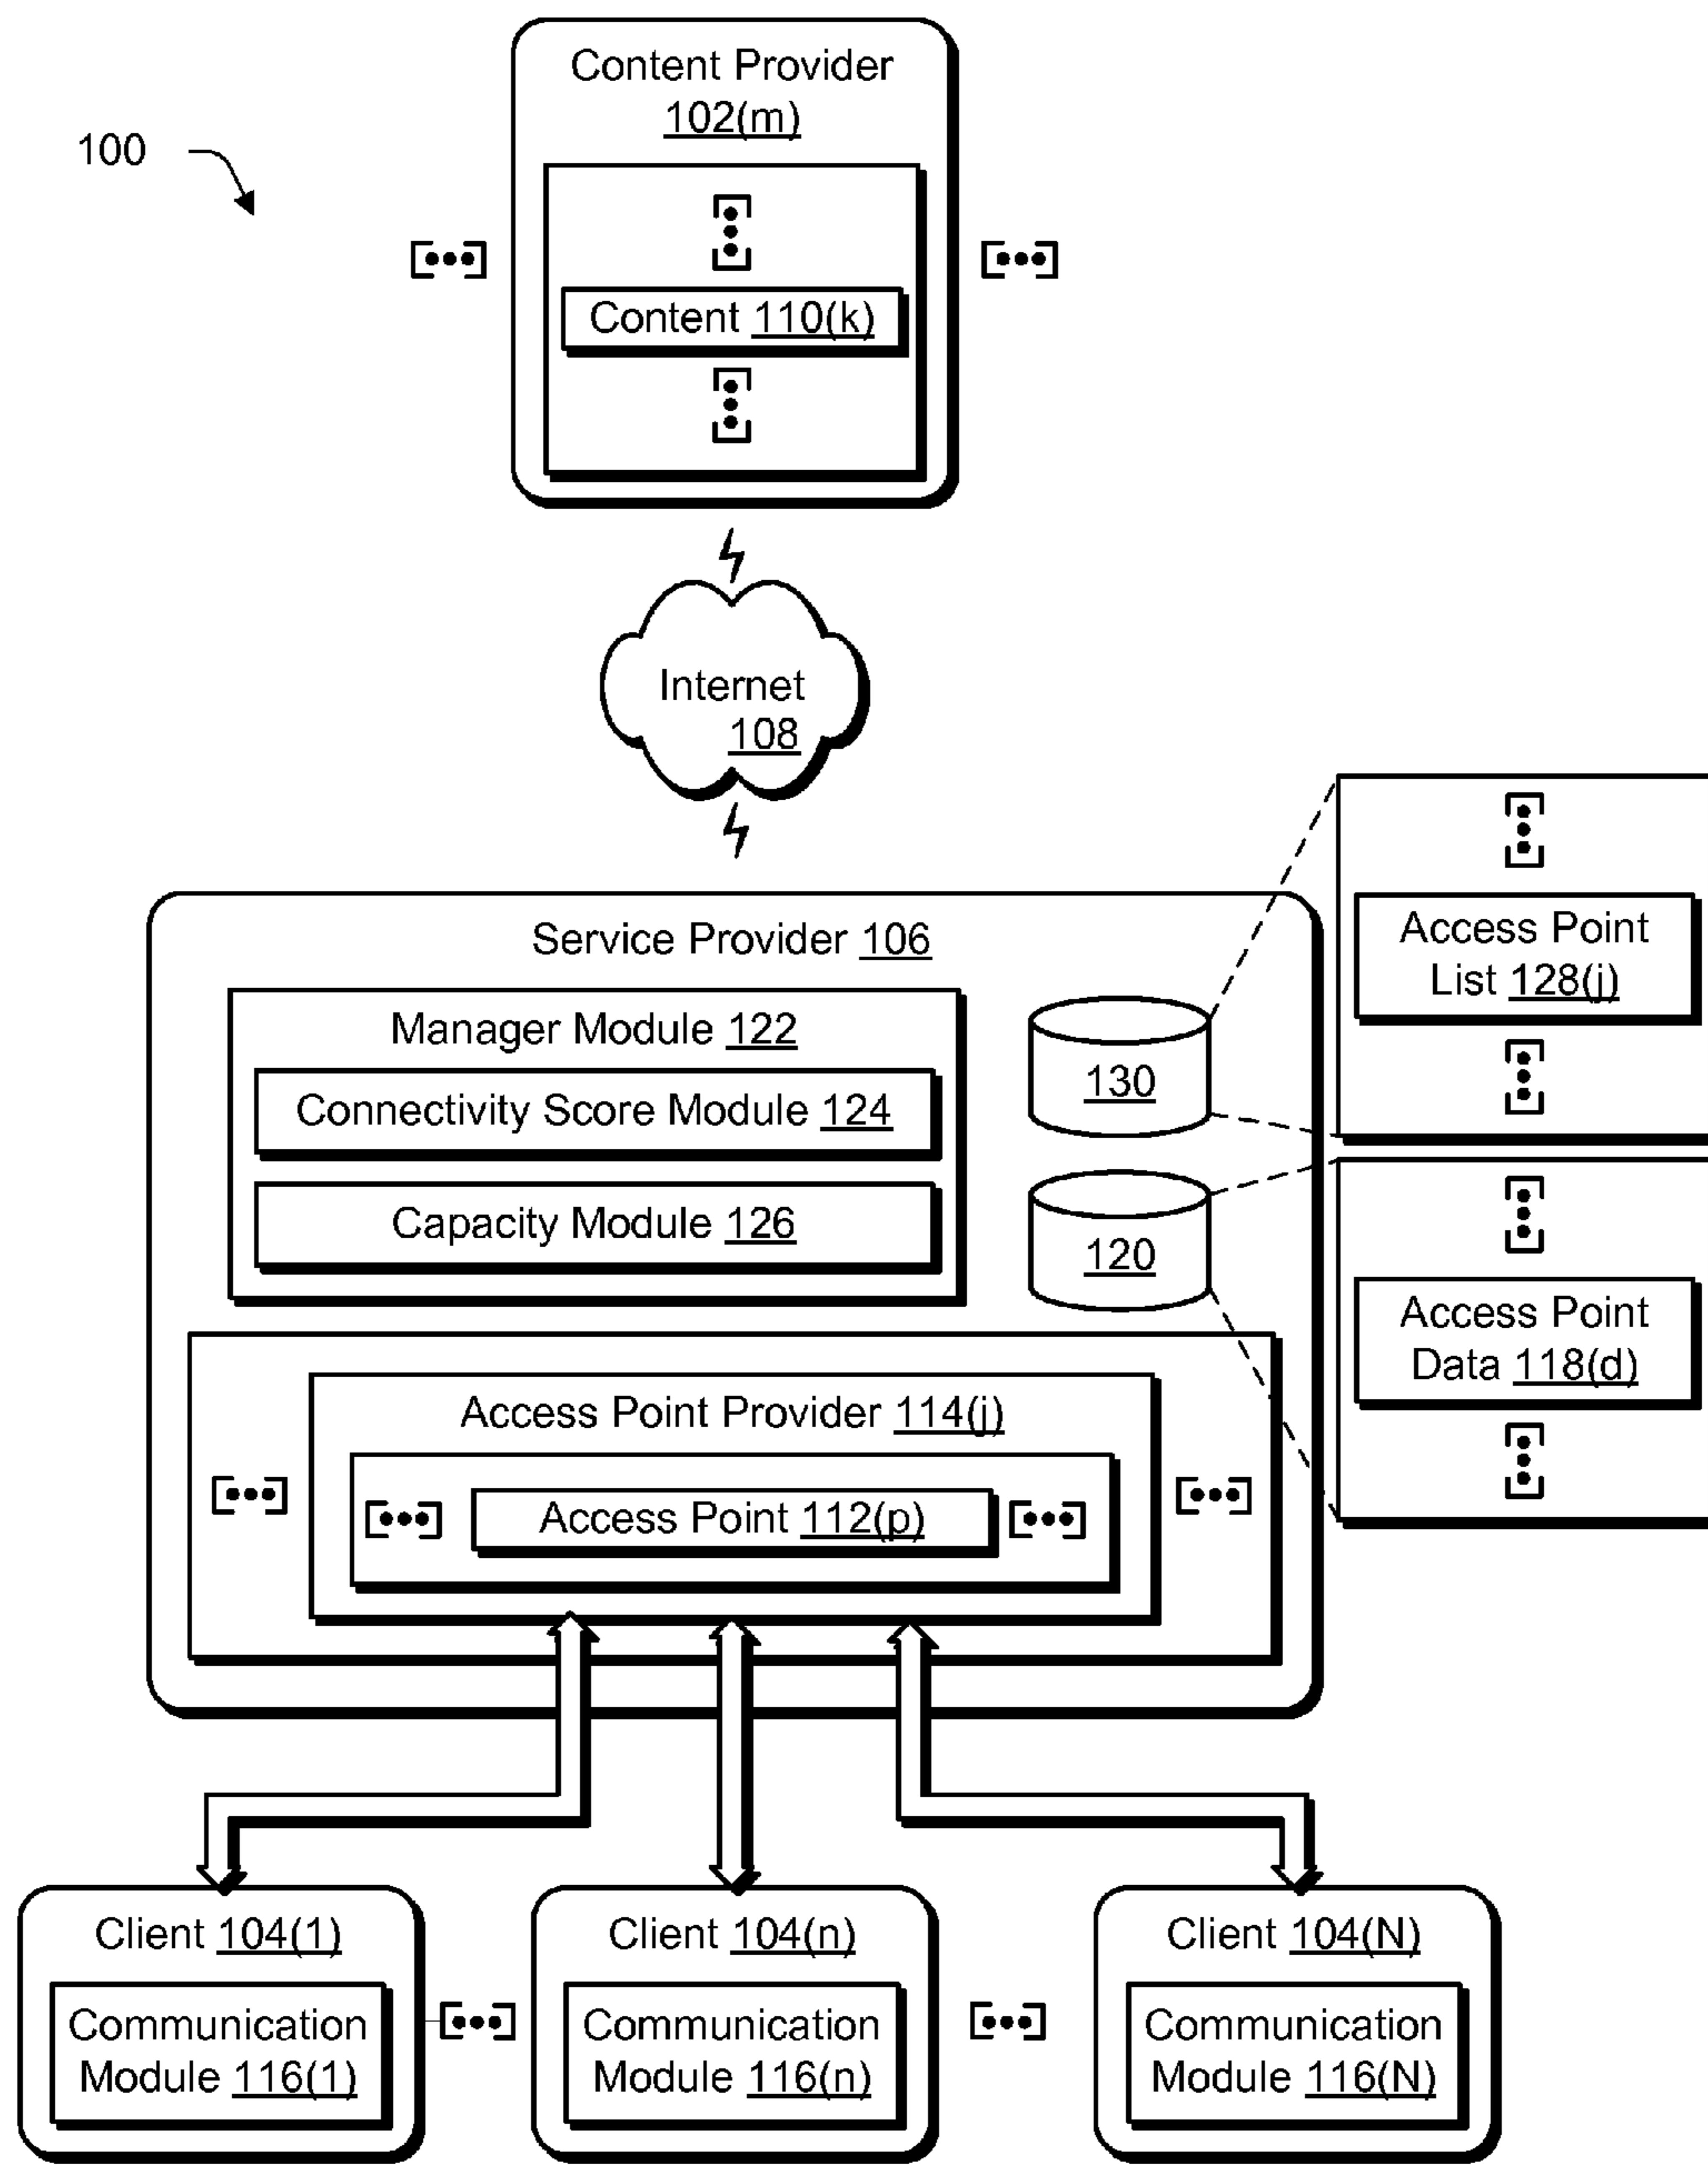 Content Provider
102(m)
100
Content 110(k)
Internet
108
Service Provider 106
Manager Module 122
Connectivity Score Module 124
Capacity Module 126
130
120
Access Point
List 128(j)
Access Point
Data 118(d)
Access Point Provider 114(j)
Access Point 112(p)
Client 104(1)
Communication
Module 116(1)
Client 104(n)
Communication
Module 116(n)
Client 104(N)
Communication
Module 116(N)